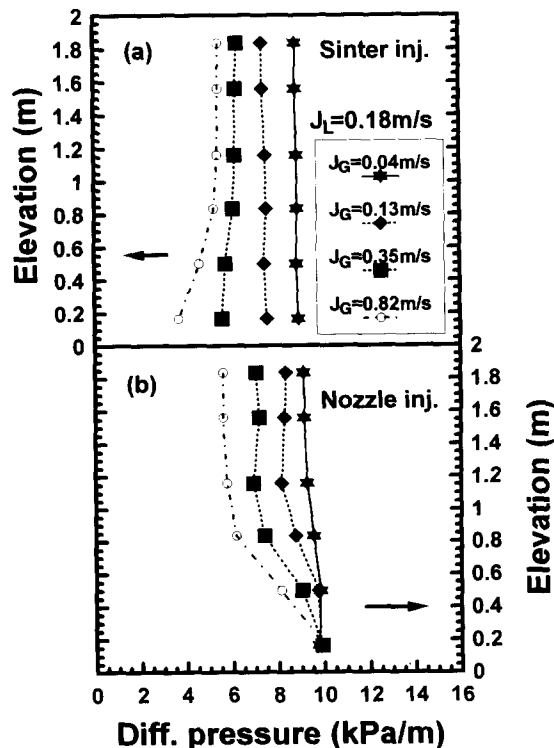 2
(a)
Sinter inj.
1.8
1.6
J_L=0.18m/s
1.4
J_G=0.04m/s
1.2
1
J_G=0.13m/s
0.8
0.6
J_G=0.35m/s
0.4
J_G=0.82m/s
0.2
0
Elevation (m)
2
(b)
Nozzle inj.
1.8
1.6
1.4
1.2
1
0.8
0.6
0.4
0.2
0
Elevation (m)
0 2 4 6 8 10 12 14 16
Diff. pressure (kPa/m)